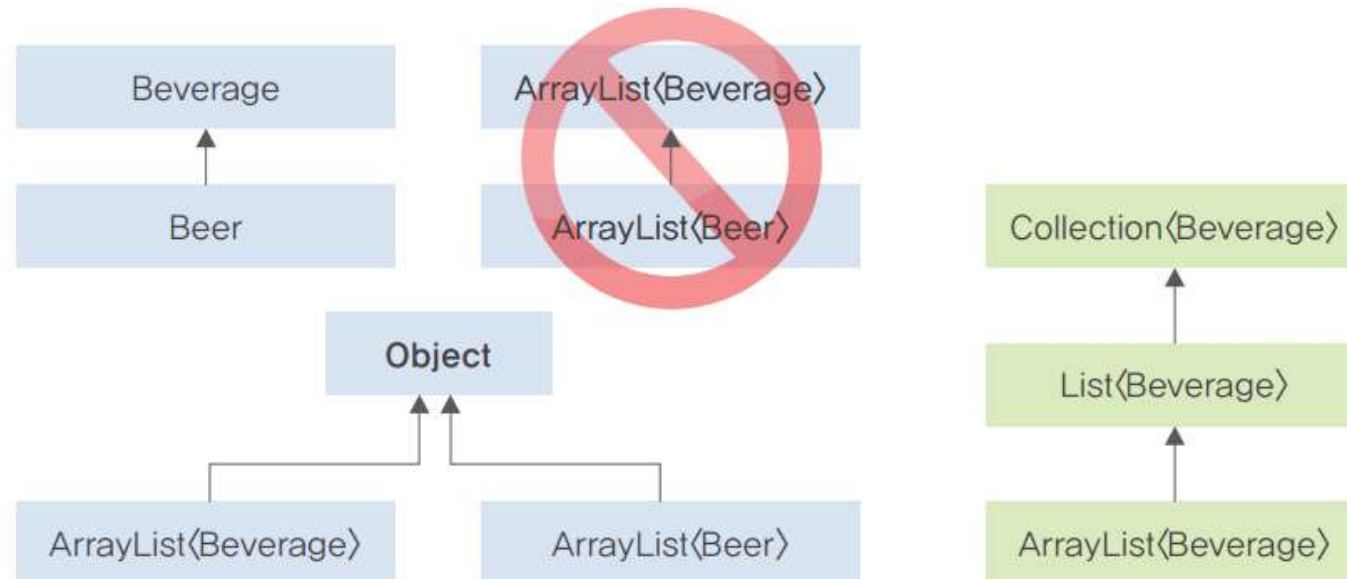 Beverage
ArrayList〈Beverage〉
Beer
ArrayList〈Beer〉
Collection〈Beverage〉
Object
List〈Beverage〉
ArrayList〈Beverage〉
ArrayList〈Beer〉
ArrayList〈Beverage〉